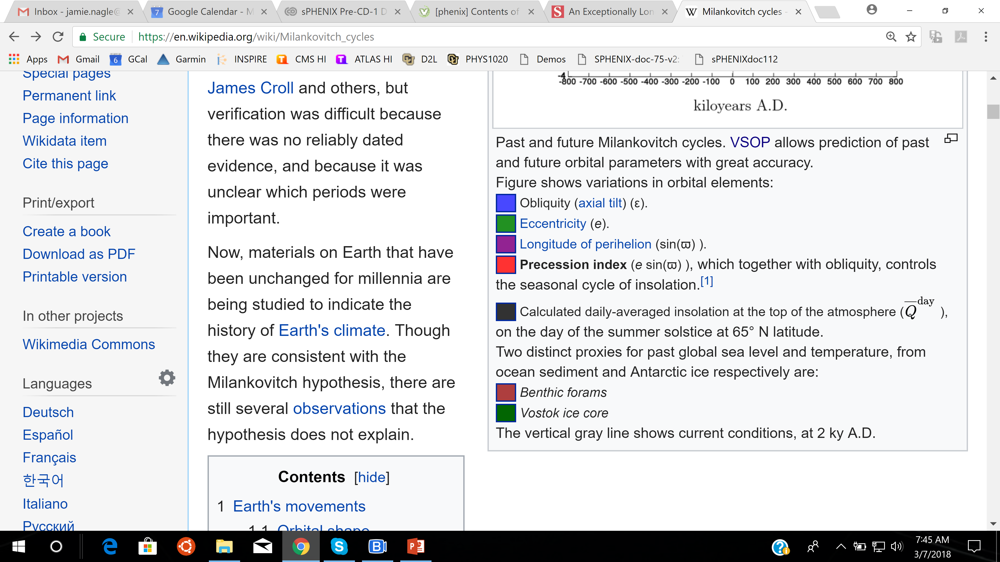 Inbox - jamie.nagle@
Google Calendar - M
sPHENIX Pre-CD-1 D
[phenix] Contents of
An Exceptionally Lon
Milankovitch cycles -
Secure https://en.wikipedia.org/wiki/Milankovitch_cycles
Apps Gmail 6 GCal Garmin INSPIRE CMS HI ATLAS HI D2L PHYS1020 Demos SPHENIX-doc-75-v2: sPHENIXdoc112
Special pages
Permanent link
Page information
Wikidata item
Cite this page
Print/export
Create a book
Download as PDF
Printable version
In other projects
Wikimedia Commons
Languages
Deutsch
Español
Français
한국어
Italiano
Русский
James Croll and others, but
verification was difficult because
there was no reliably dated
evidence, and because it was
unclear which periods were
important.
Now, materials on Earth that have
been unchanged for millennia are
being studied to indicate the
history of Earth's climate. Though
they are consistent with the
Milankovitch hypothesis, there are
still several observations that the
hypothesis does not explain.
Contents [hide]
1 Earth's movements
1.1 Orbital shape
-4
-800 -700 -600 -500 -400 -300 -200 -100 0 100 200 300 400 500 600 700 800
kiloyears A.D.
Past and future Milankovitch cycles. VSOP allows prediction of past
and future orbital parameters with great accuracy.
Figure shows variations in orbital elements:
Obliquity (axial tilt) (ε).
Eccentricity (e).
Longitude of perihelion (sin(ϖ) ).
Precession index (e sin(ϖ) ), which together with obliquity, controls
the seasonal cycle of insolation.[1]
Calculated daily-averaged insolation at the top of the atmosphere (Q̅ day ),
on the day of the summer solstice at 65° N latitude.
Two distinct proxies for past global sea level and temperature, from
ocean sediment and Antarctic ice respectively are:
Benthic forams
Vostok ice core
The vertical gray line shows current conditions, at 2 ky A.D.
7:45 AM
3/7/2018